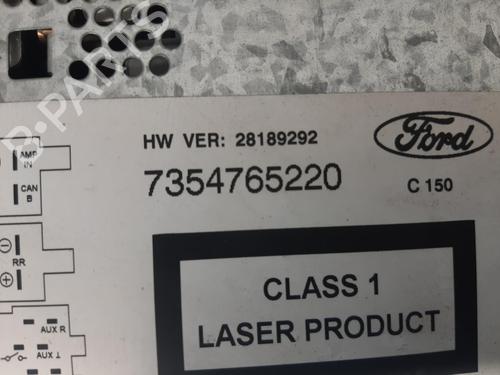 HW VER: 28189292
Ford
7354765220
C 150
AMP
IN
CAN
B
RR
CLASS 1
LASER PRODUCT
AUX R
AUX
B-PARTS